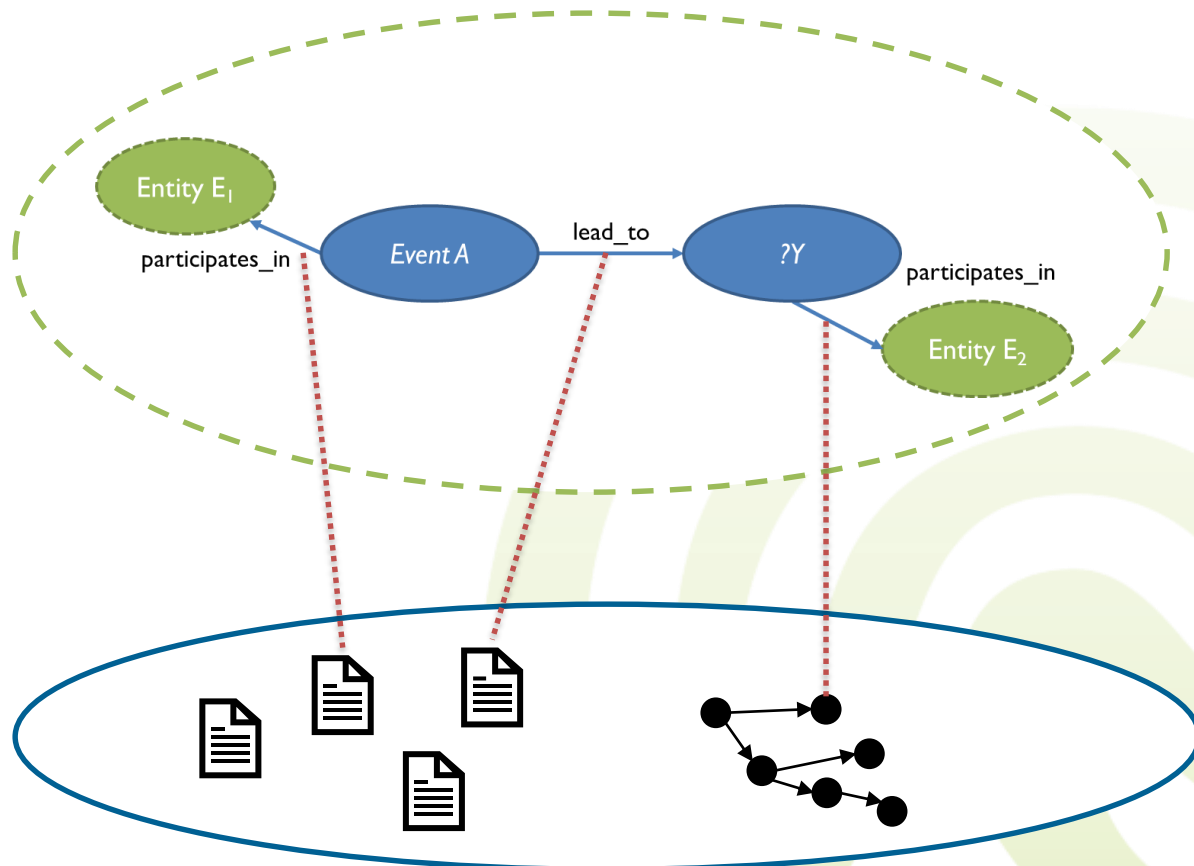 Entity E₁
participates_in
Event A
lead_to
?Y
participates_in
Entity E₂